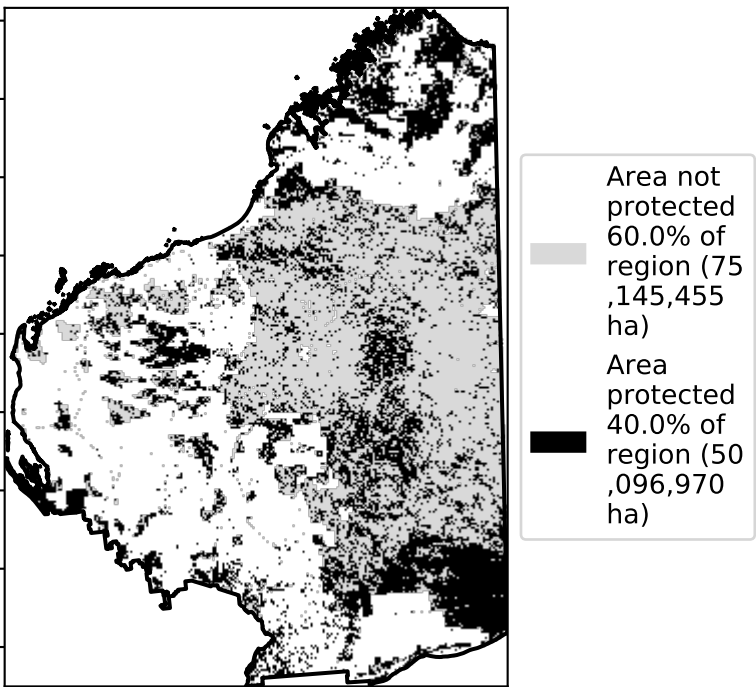 Area not
protected
60.0% of
region (75
,145,455
ha)
Area
protected
40.0% of
region (50
,096,970
ha)